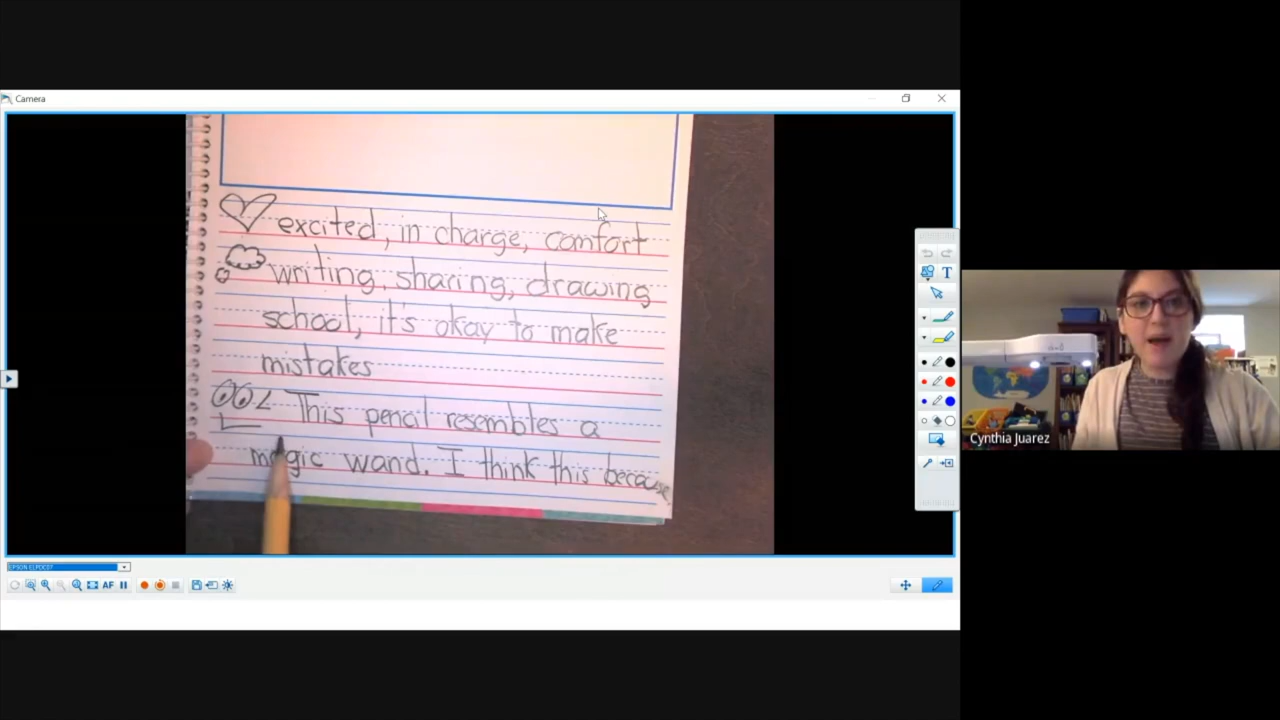 Camera
excited, in charge, comfort
writing, sharing, drawing
school, it's okay to make
mistakes
This pencil resembles a
magic wand. I think this because
Cynthia Juarez
AF
T